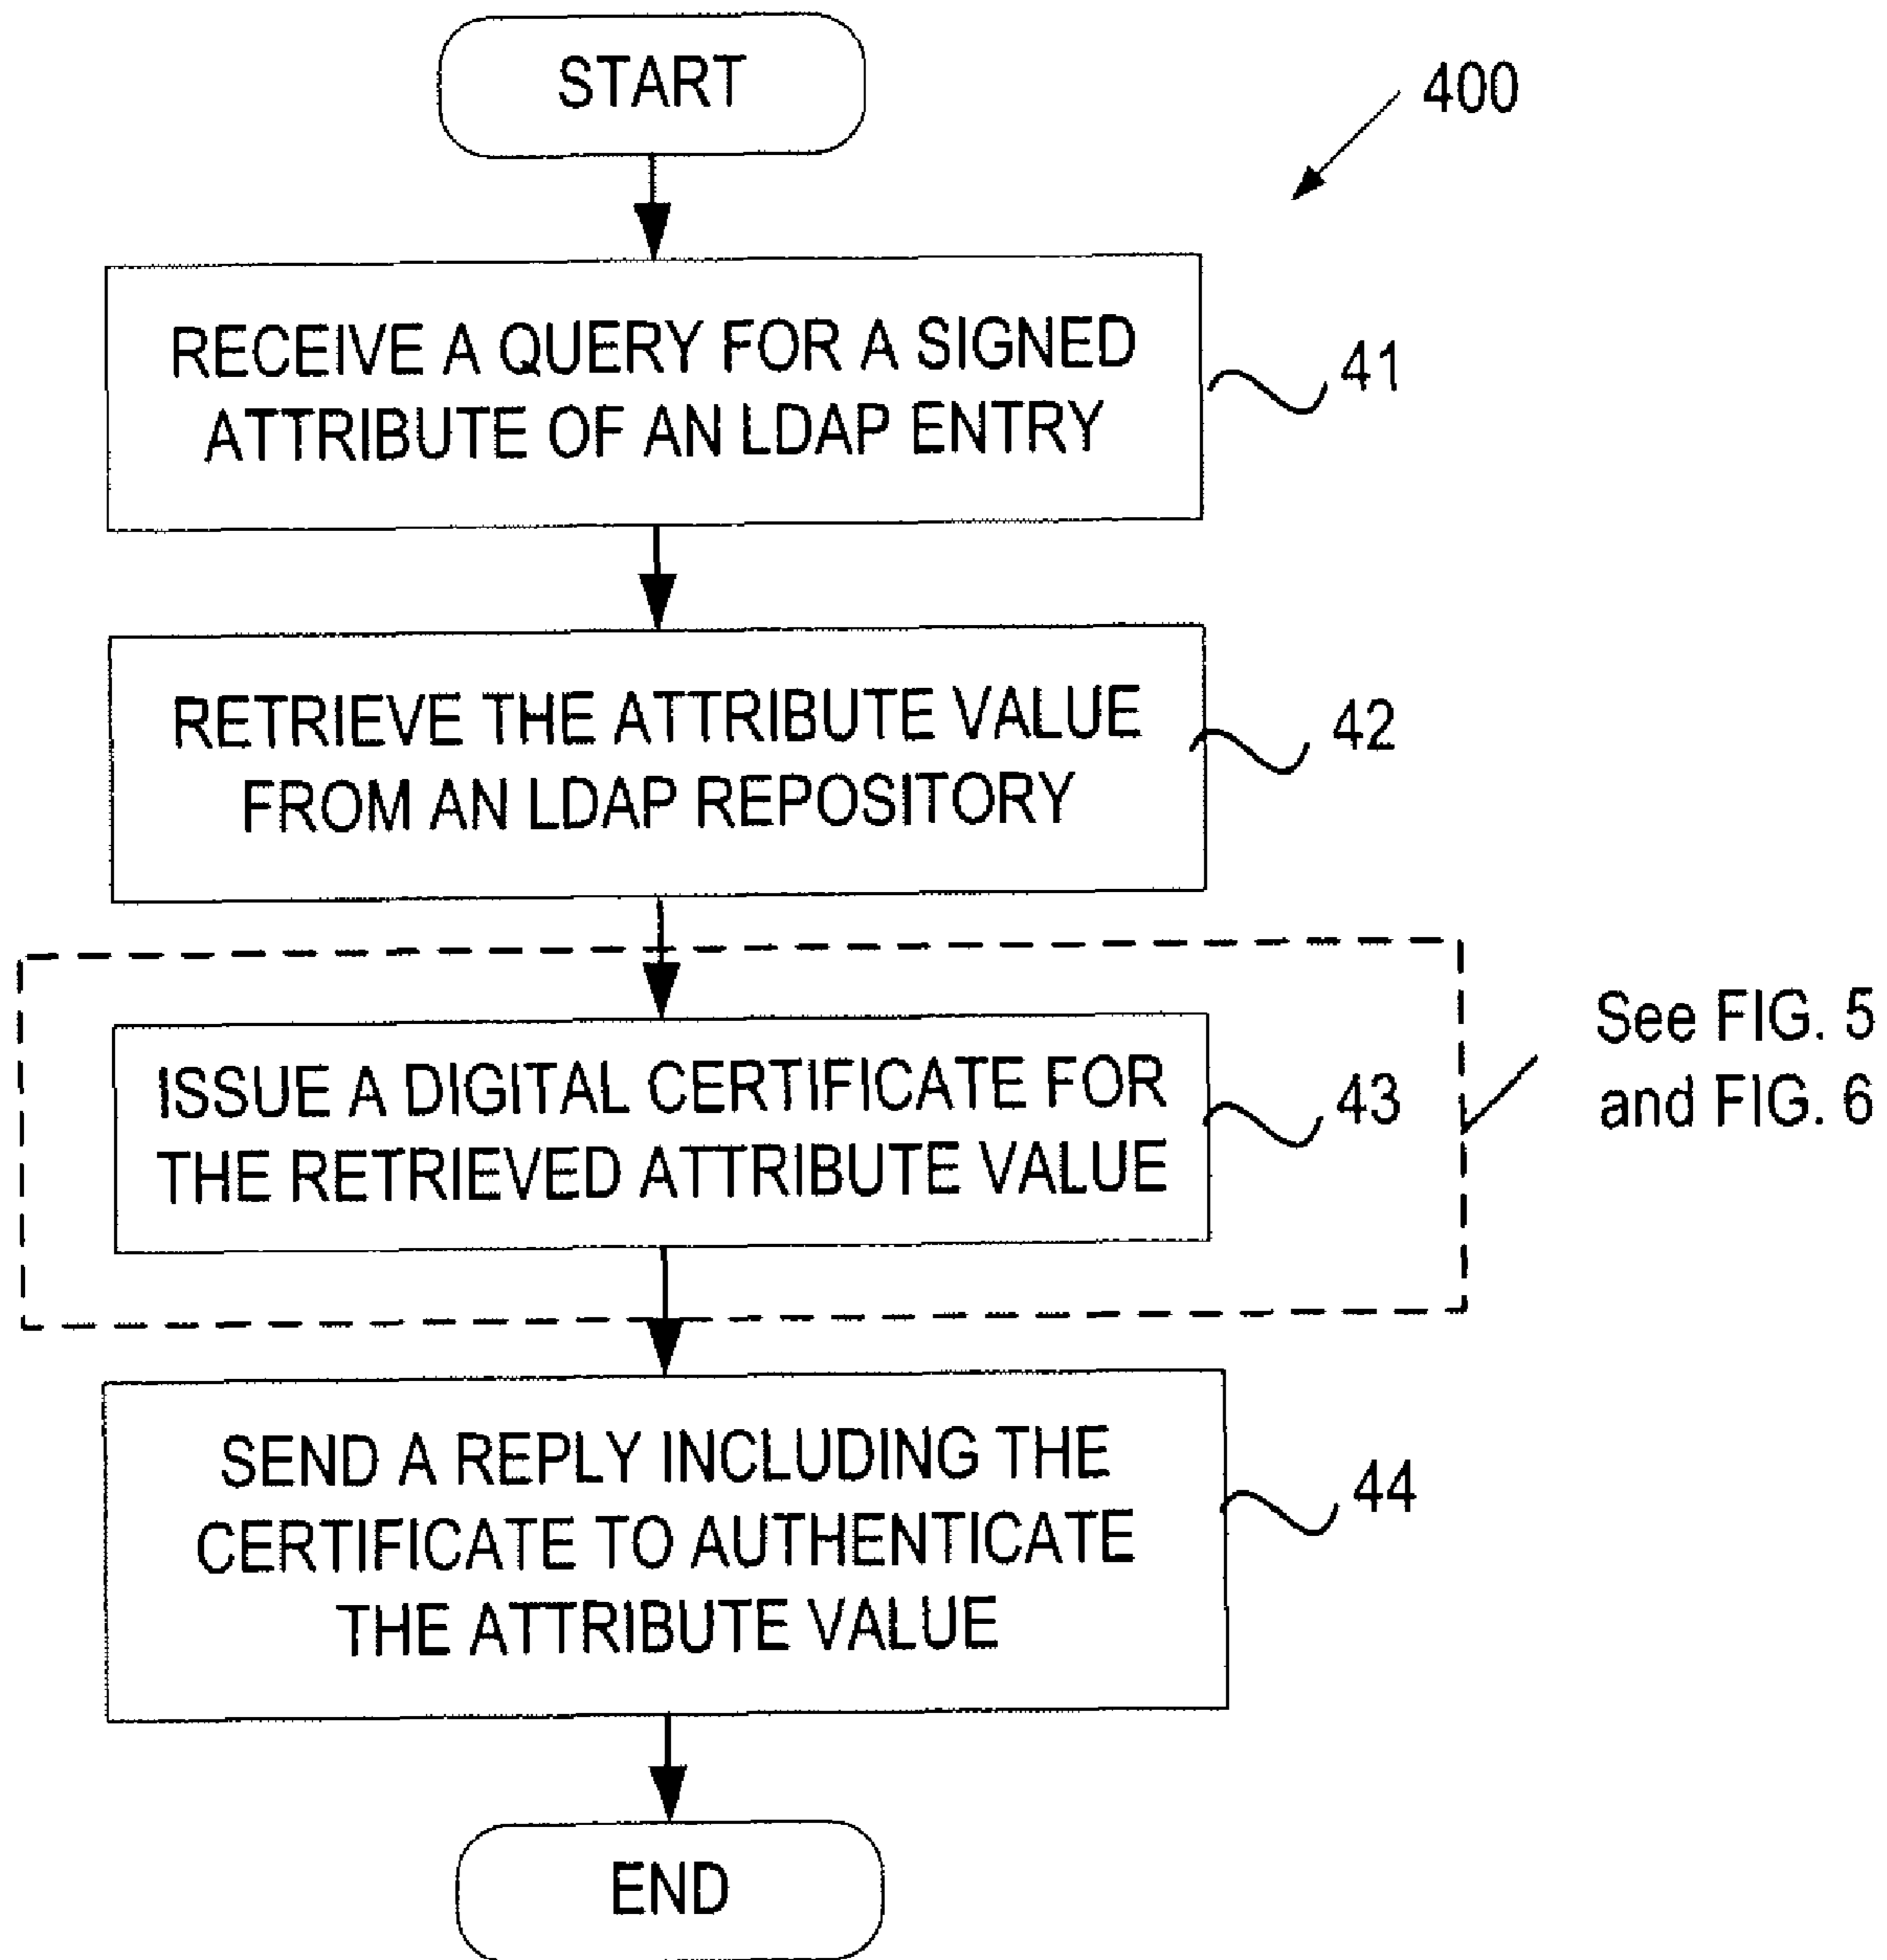 START
400
RECEIVE A QUERY FOR A SIGNED
ATTRIBUTE OF AN LDAP ENTRY
41
RETRIEVE THE ATTRIBUTE VALUE
FROM AN LDAP REPOSITORY
42
ISSUE A DIGITAL CERTIFICATE FOR
THE RETRIEVED ATTRIBUTE VALUE
43
See FIG. 5
and FIG. 6
SEND A REPLY INCLUDING THE
CERTIFICATE TO AUTHENTICATE
THE ATTRIBUTE VALUE
44
END